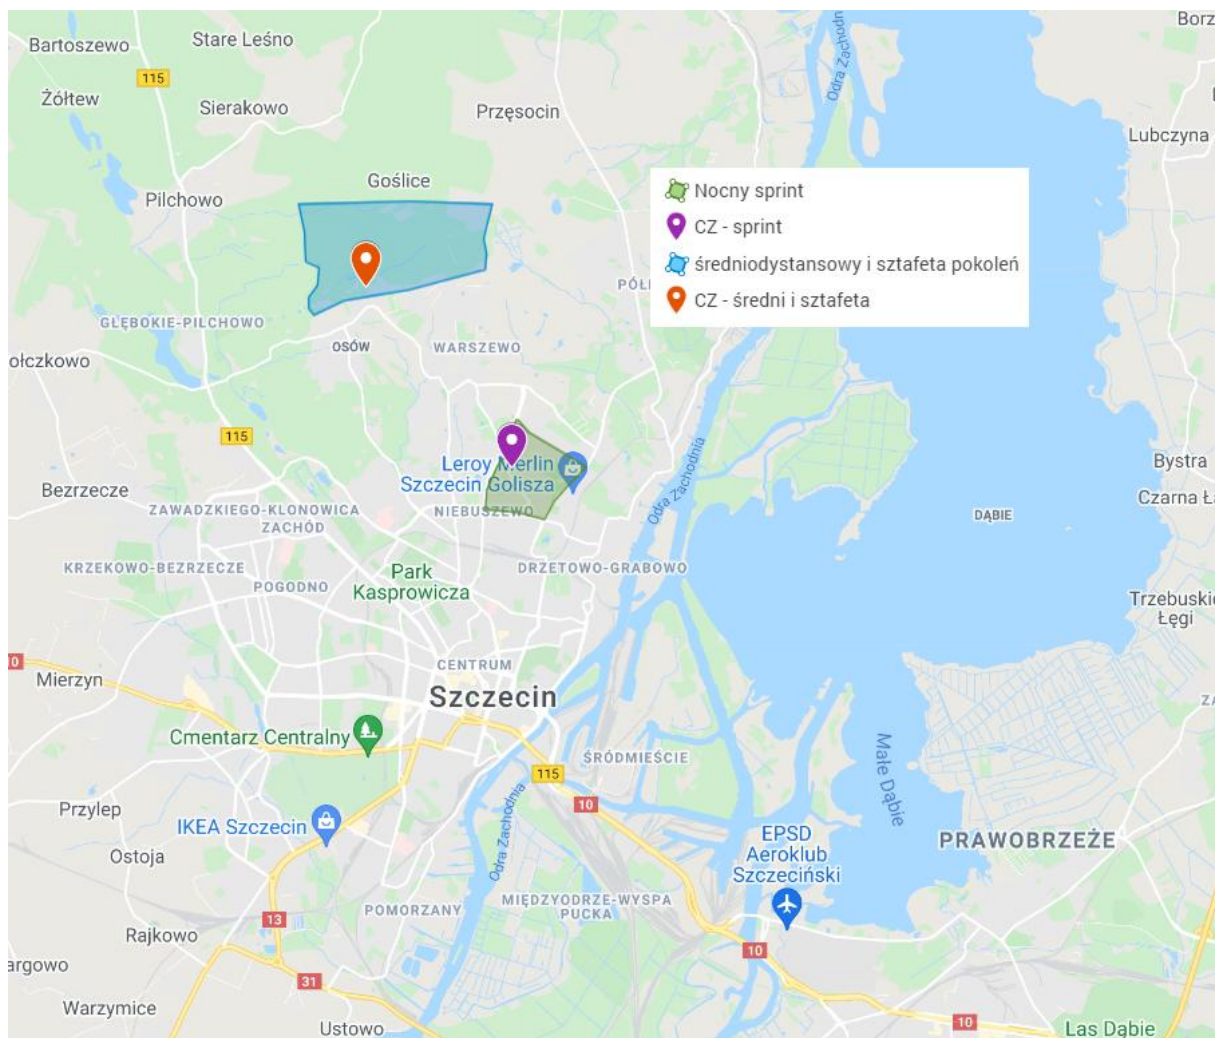 Borz
Stare Leśno
Bartoszewo
115
Żółtew
Sierakowo
Przęsocin
Odra Zachodnia
Lubczyna
Goślice
Pilchowo
Nocny sprint
CZ - sprint
średniodystansowy i sztafeta pokoleń
CZ - średni i sztafeta
PÓŁ
GŁĘBOKIE-PILCHOWO
OSÓW
WARSZEWO
ołczkowo
115
Leroy Merlin
Szczecin Golisza
Odra Zachodnia
Bystra
Bezrzecze
Czarna Ł
ZAWADZKIEGO-KLONOWICA
ZACHÓD
NIEBUSZEWO
DĄBIE
KRZEKOWO-BEZRZECZE
POGODNO
Park
Kasprowicza
DRZETOWO-GRABOWO
Trzebuskie
Łęgi
10
Mierzyn
CENTRUM
Szczecin
ZA
Cmentarz Centralny
ŚRÓDMIEŚCIE
Małe Dąbie
115
10
Przylep
IKEA Szczecin
Odra Zachodnia
EPSD
Aeroklub
Szczeciński
PRAWOBRZEŻE
Ostoja
MIĘDZYODRZE-WYSPA
PUCKA
POMORZANY
13
Rajkowo
10
argowo
31
Warzymice
Ustowo
10
Las Dąbie